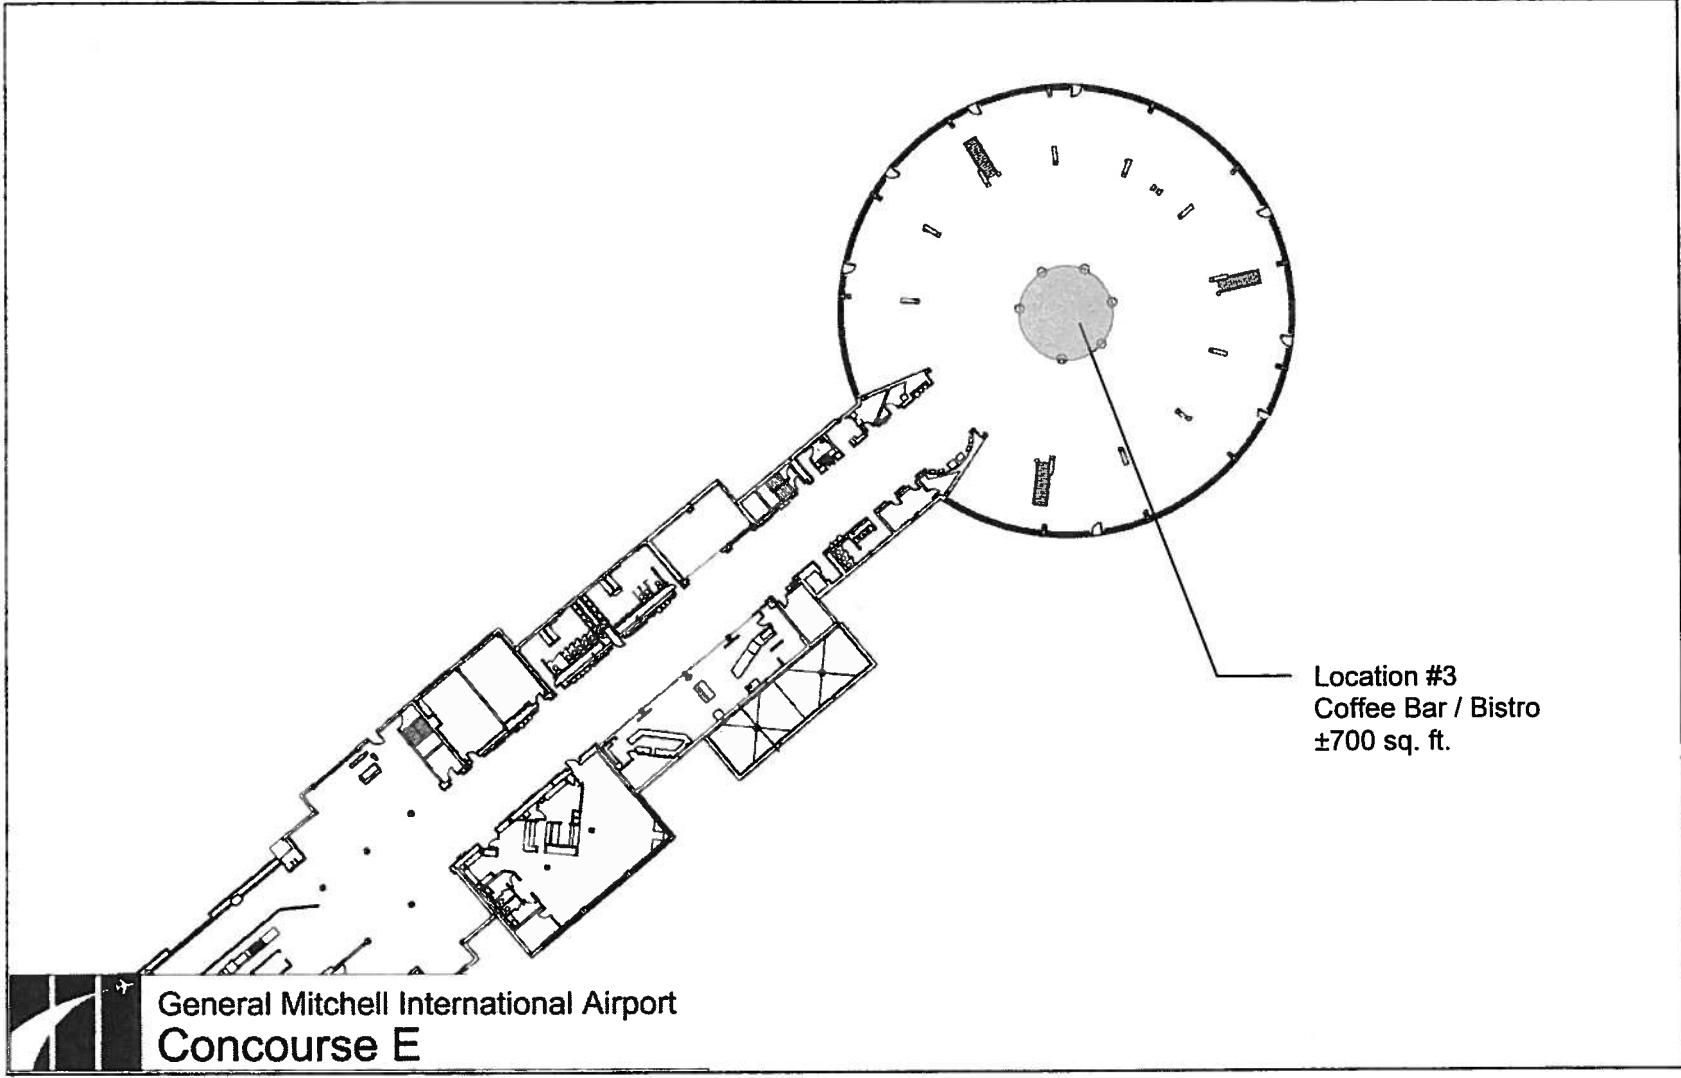 Location #3
Coffee Bar / Bistro
±700 sq. ft.
General Mitchell International Airport
Concourse E